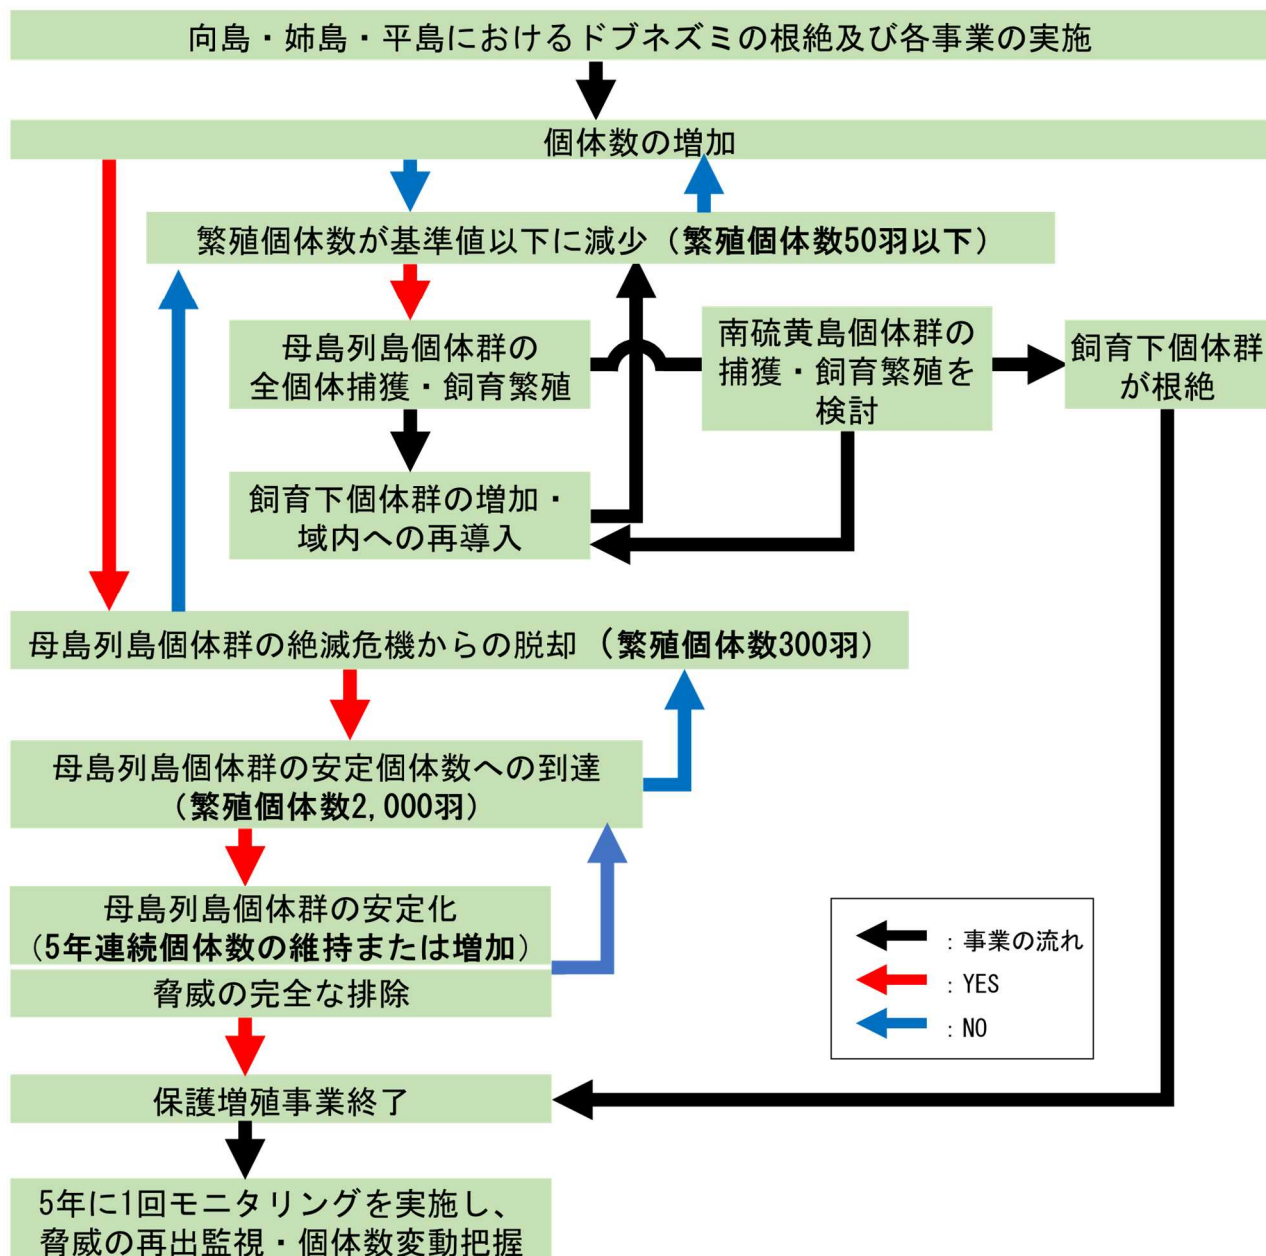 向島・姉島・平島におけるドブネズミの根絶及び各事業の実施
個体数の増加
繁殖個体数が基準値以下に減少（繁殖個体数50羽以下）
母島列島個体群の
全個体捕獲・飼育繁殖
南硫黄島個体群の
捕獲・飼育繁殖を
検討
飼育下個体群
が根絶
飼育下個体群の増加・
域内への再導入
母島列島個体群の絶滅危機からの脱却（繁殖個体数300羽）
母島列島個体群の安定個体数への到達
（繁殖個体数2,000羽）
母島列島個体群の安定化
（5年連続個体数の維持または増加）
脅威の完全な排除
：事業の流れ
：YES
：NO
保護増殖事業終了
5年に1回モニタリングを実施し、
脅威の再出監視・個体数変動把握